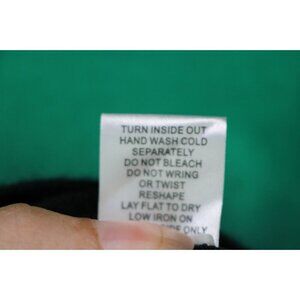 TURN INSIDE OUT
HAND WASH COLD
SEPARATELY
DO NOT BLEACH
DO NOT WRING
OR TWIST
RESHAPE
LAY FLAT TO DRY
LOW IRON ON
ONLY